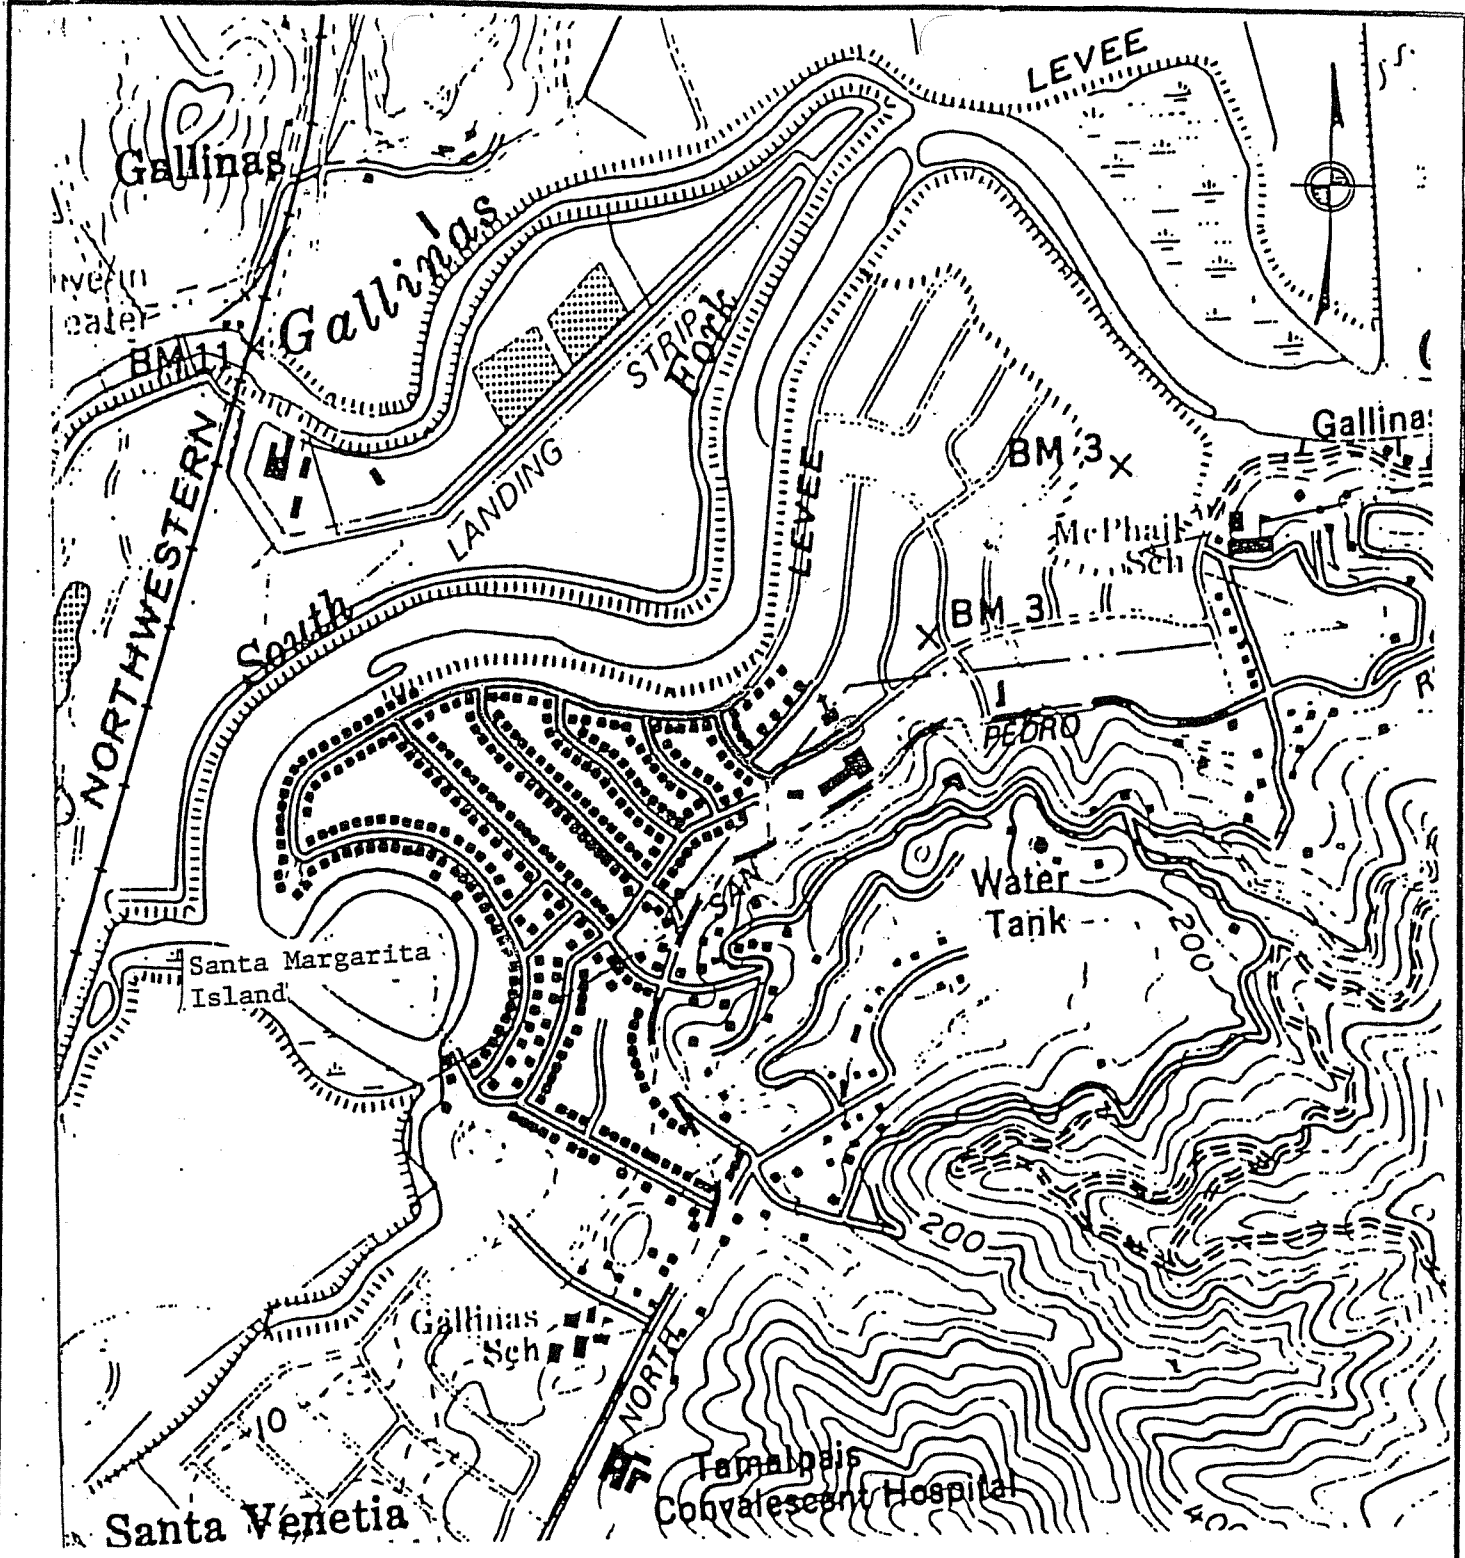 LEVEE
Gallinas
Gallinas
BM 11
STRIP
Fork
LANDING
LEVEE
BM 3
Gallinas
McPhail
Sch
BM 3
NORTHWESTERN
South
PEDRO
SAN
Water
Tank
200
Santa Margarita
Island
200
Gallinas
Sch
NORTH
10
Tamalpais
Convalescent Hospital
Santa Venetia
400